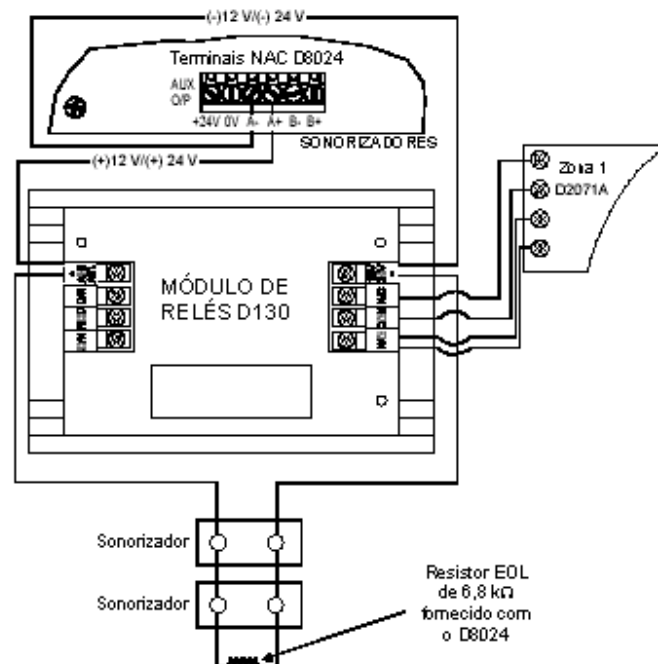 (-)12 V/(-) 24 V
Terminais NAC D8024
AUX
O/P
+24V 0V A- A+ B- B+
SONORIZADORES
(+)12 V/(+) 24 V
Zona 1
D2071A
MÓDULO DE
RELÉS D130
Sonorizador
Sonorizador
Resistor EOL
de 6,8 kΩ
fornecido com
o D8024